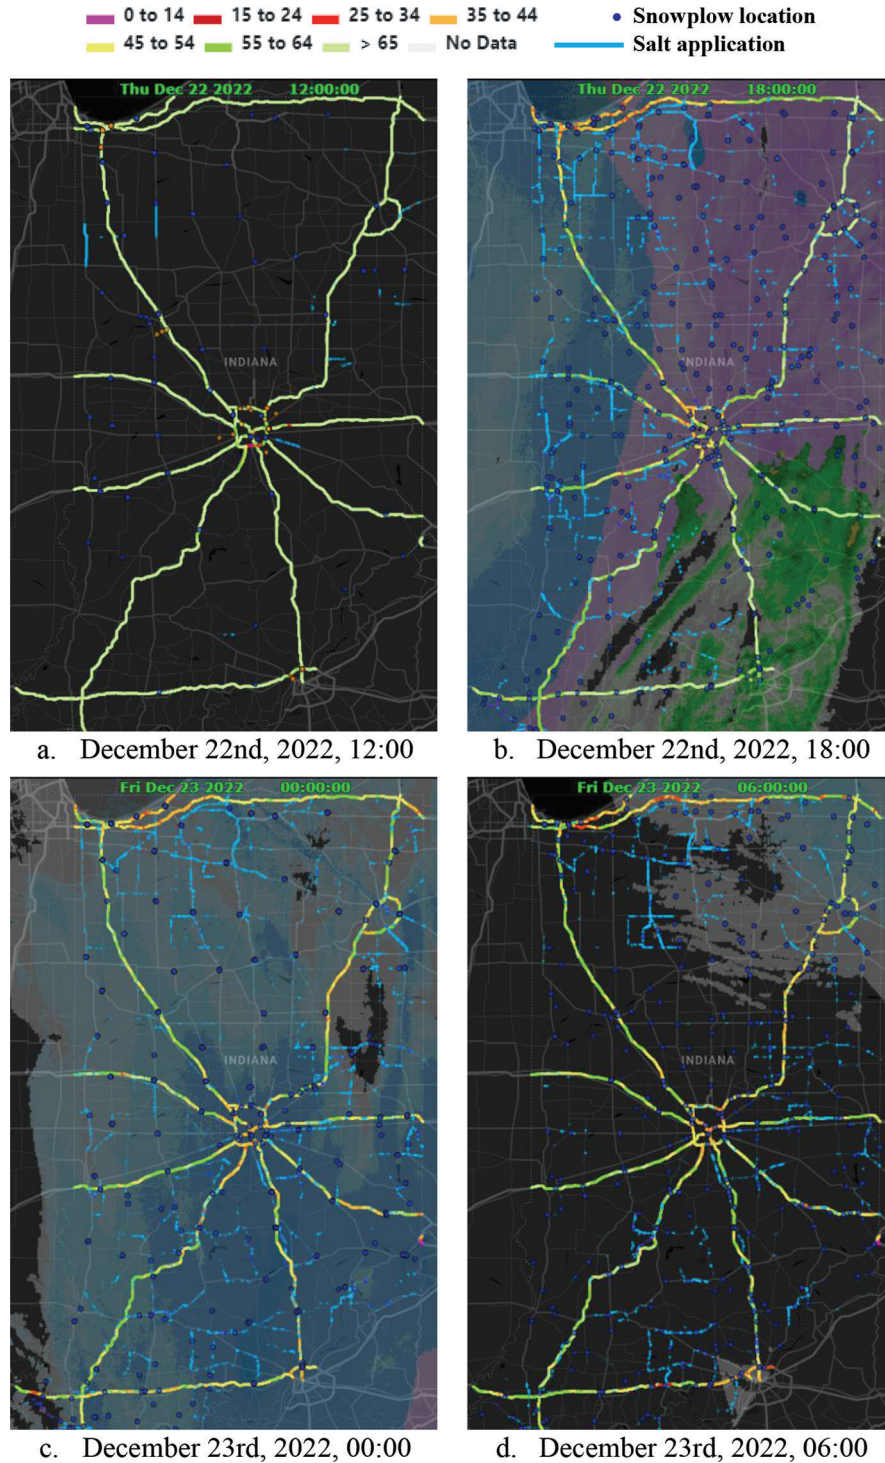 0 to 14 15 to 24 25 to 34 35 to 44 Snowplow location
45 to 54 55 to 64 > 65 No Data Salt application
Thu Dec 22 2022 12:00:00
INDIANA
a. December 22nd, 2022, 12:00
Thu Dec 22 2022 18:00:00
INDIANA
b. December 22nd, 2022, 18:00
Fri Dec 23 2022 00:00:00
INDIANA
c. December 23rd, 2022, 00:00
Fri Dec 23 2022 06:00:00
INDIANA
d. December 23rd, 2022, 06:00